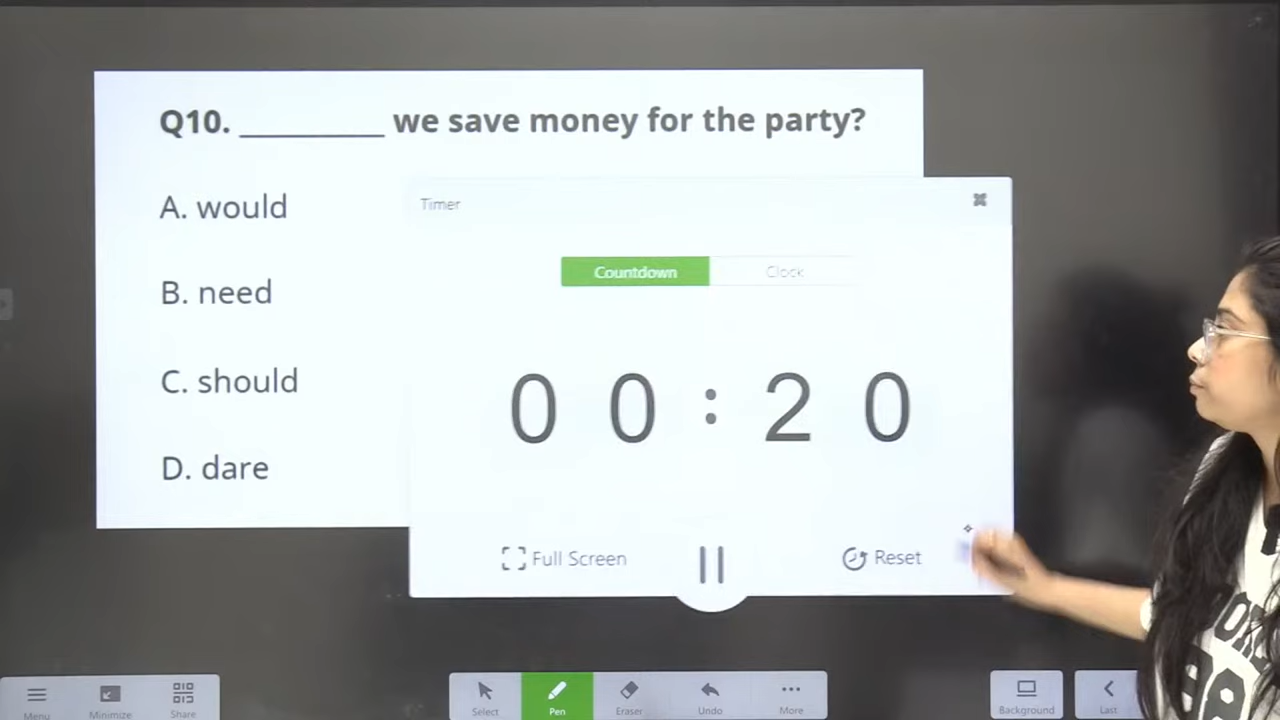 Q10. _________ we save money for the party?
A. would
B. need
C. should
D. dare
Timer
Countdown
Clock
00:20
Full Screen
Reset
Menu
Minimize
Share
Select
Pen
Eraser
Undo
More
Background
Last